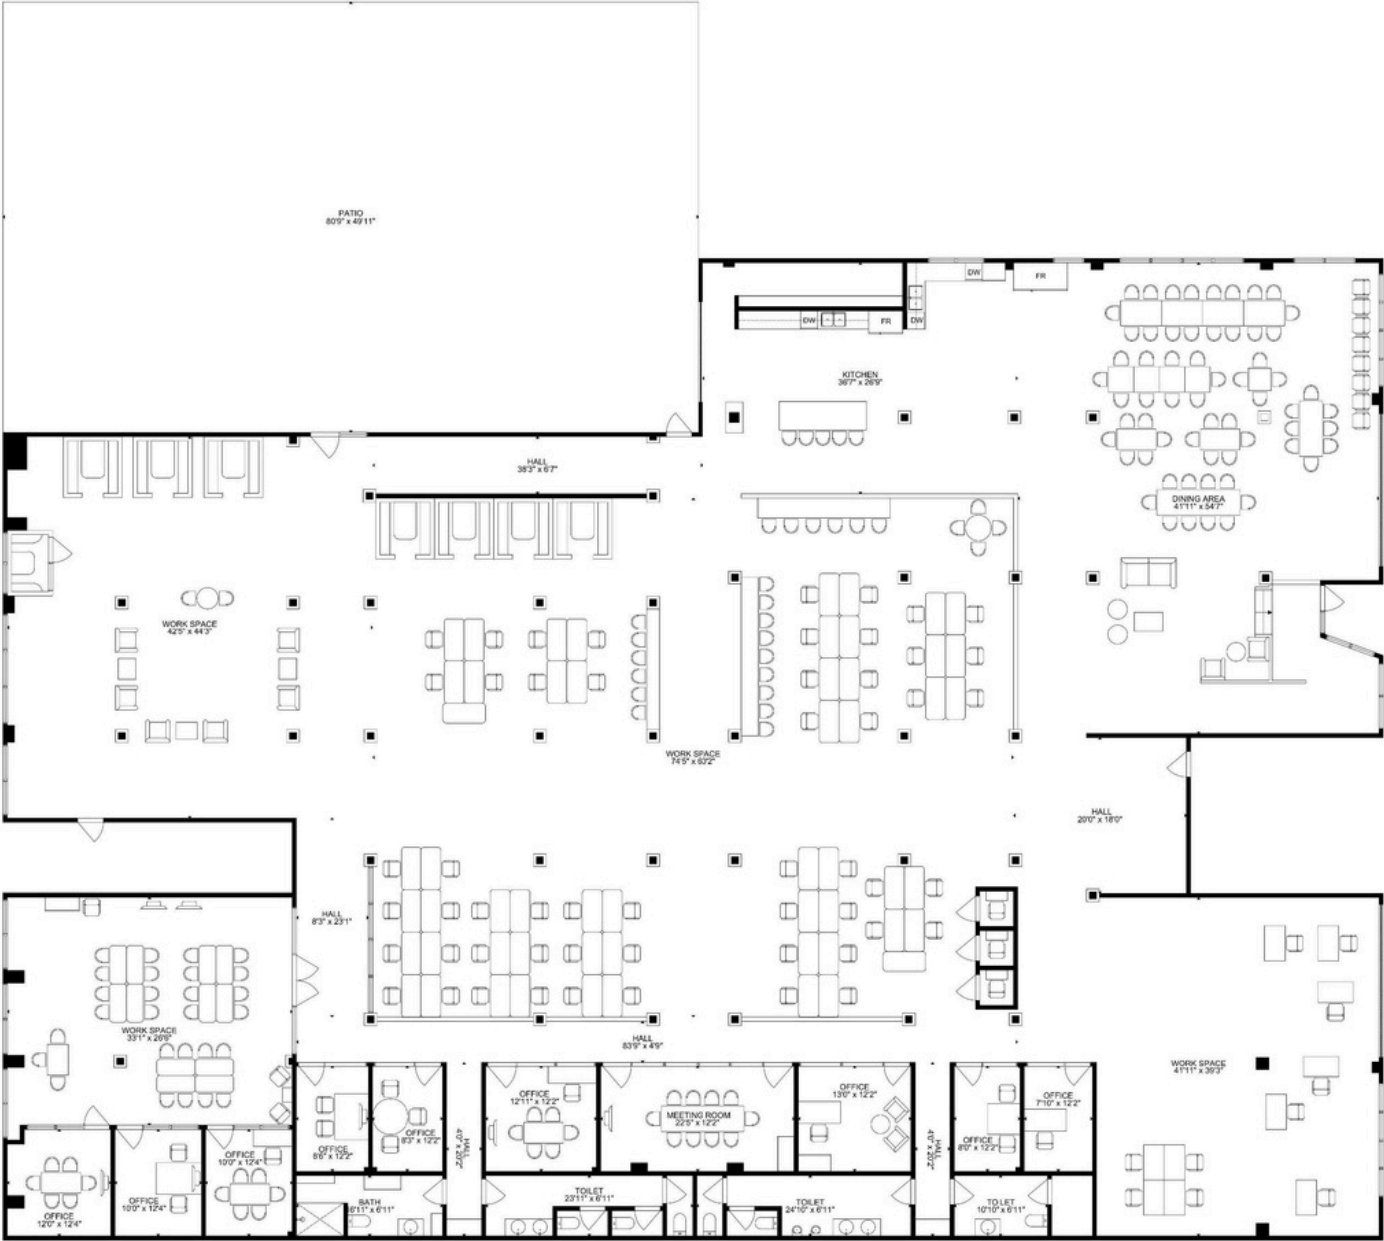 PATIO
80'9" x 49'11"
DW
FR
DW
FR
DW
KITCHEN
36'7" x 26'9"
HALL
38'3" x 6'7"
DINING AREA
41'11" x 54'7"
WORK SPACE
42'5" x 44'3"
WORK SPACE
74'5" x 63'2"
HALL
20'0" x 18'0"
HALL
8'3" x 23'1"
WORK SPACE
33'1" x 26'6"
HALL
83'9" x 4'9"
WORK SPACE
41'11" x 39'3"
OFFICE
12'11" x 12'2"
OFFICE
13'0" x 12'2"
OFFICE
7'10" x 12'2"
MEETING ROOM
22'5" x 12'2"
OFFICE
8'3" x 12'2"
OFFICE
8'6" x 12'2"
HALL
4'0" x 20'2"
HALL
4'0" x 20'2"
OFFICE
8'0" x 12'2"
OFFICE
10'0" x 12'4"
OFFICE
10'0" x 12'4"
OFFICE
12'0" x 12'4"
BATH
16'11" x 6'11"
TOILET
23'11" x 6'11"
TOILET
24'10" x 6'11"
TOILET
10'10" x 6'11"